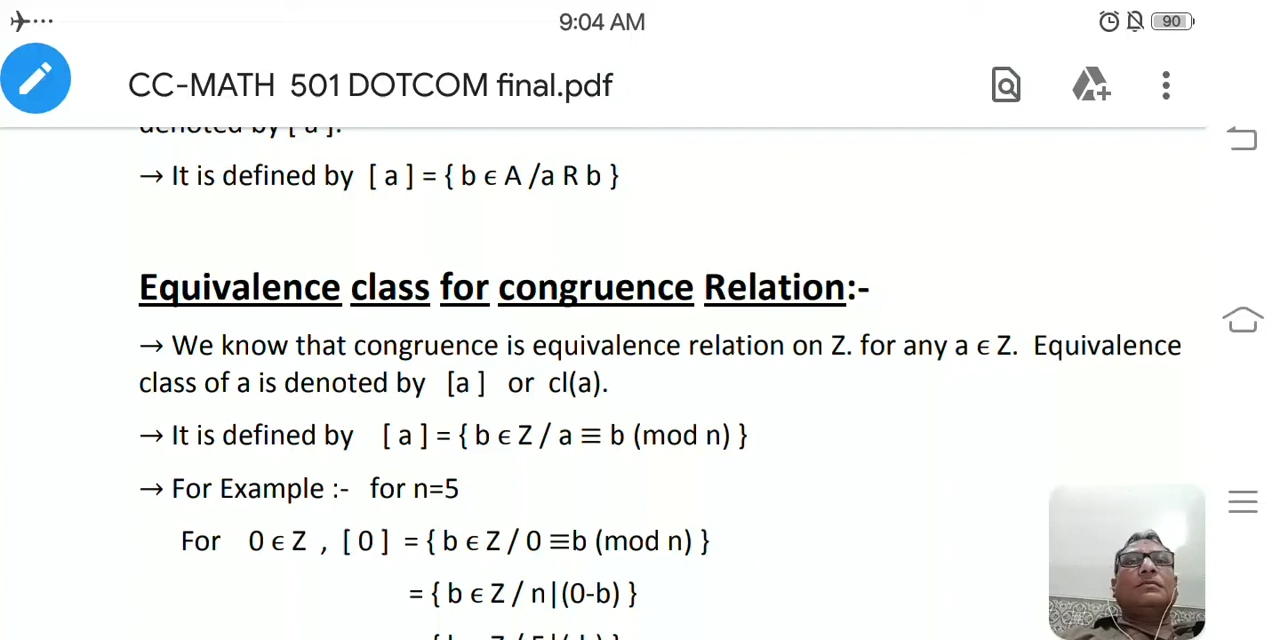 9:04 AM
90
CC-MATH 501 DOTCOM final.pdf
denoted by [ a ].
→ It is defined by [ a ] = { b ϵ A /a R b }
Equivalence class for congruence Relation:-
→ We know that congruence is equivalence relation on Z. for any a ϵ Z. Equivalence
class of a is denoted by [a ] or cl(a).
→ It is defined by [ a ] = { b ϵ Z / a ≡ b (mod n) }
→ For Example :- for n=5
For 0 ϵ Z , [ 0 ] = { b ϵ Z / 0 ≡b (mod n) }
= { b ϵ Z / n|(0-b) }